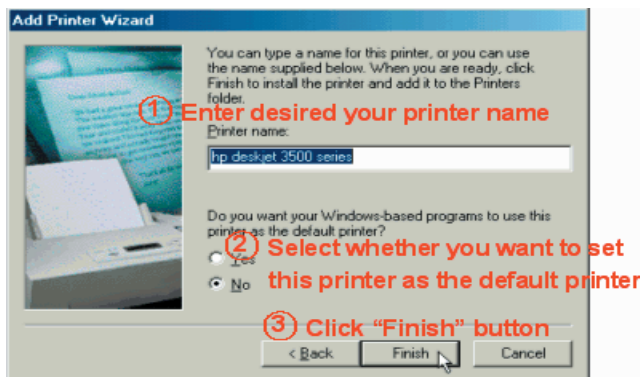 Add Printer Wizard
You can type a name for this printer, or you can use
the name supplied below. When you are ready, click
Finish to install the printer and add it to the Printers
folder.
① Enter desired your printer name
Printer name:
hp deskjet 3500 series
Do you want your Windows-based programs to use this
printer as the default printer?
② Select whether you want to set
Yes
this printer as the default printer
No
③ Click “Finish” button
< Back
Finish
Cancel